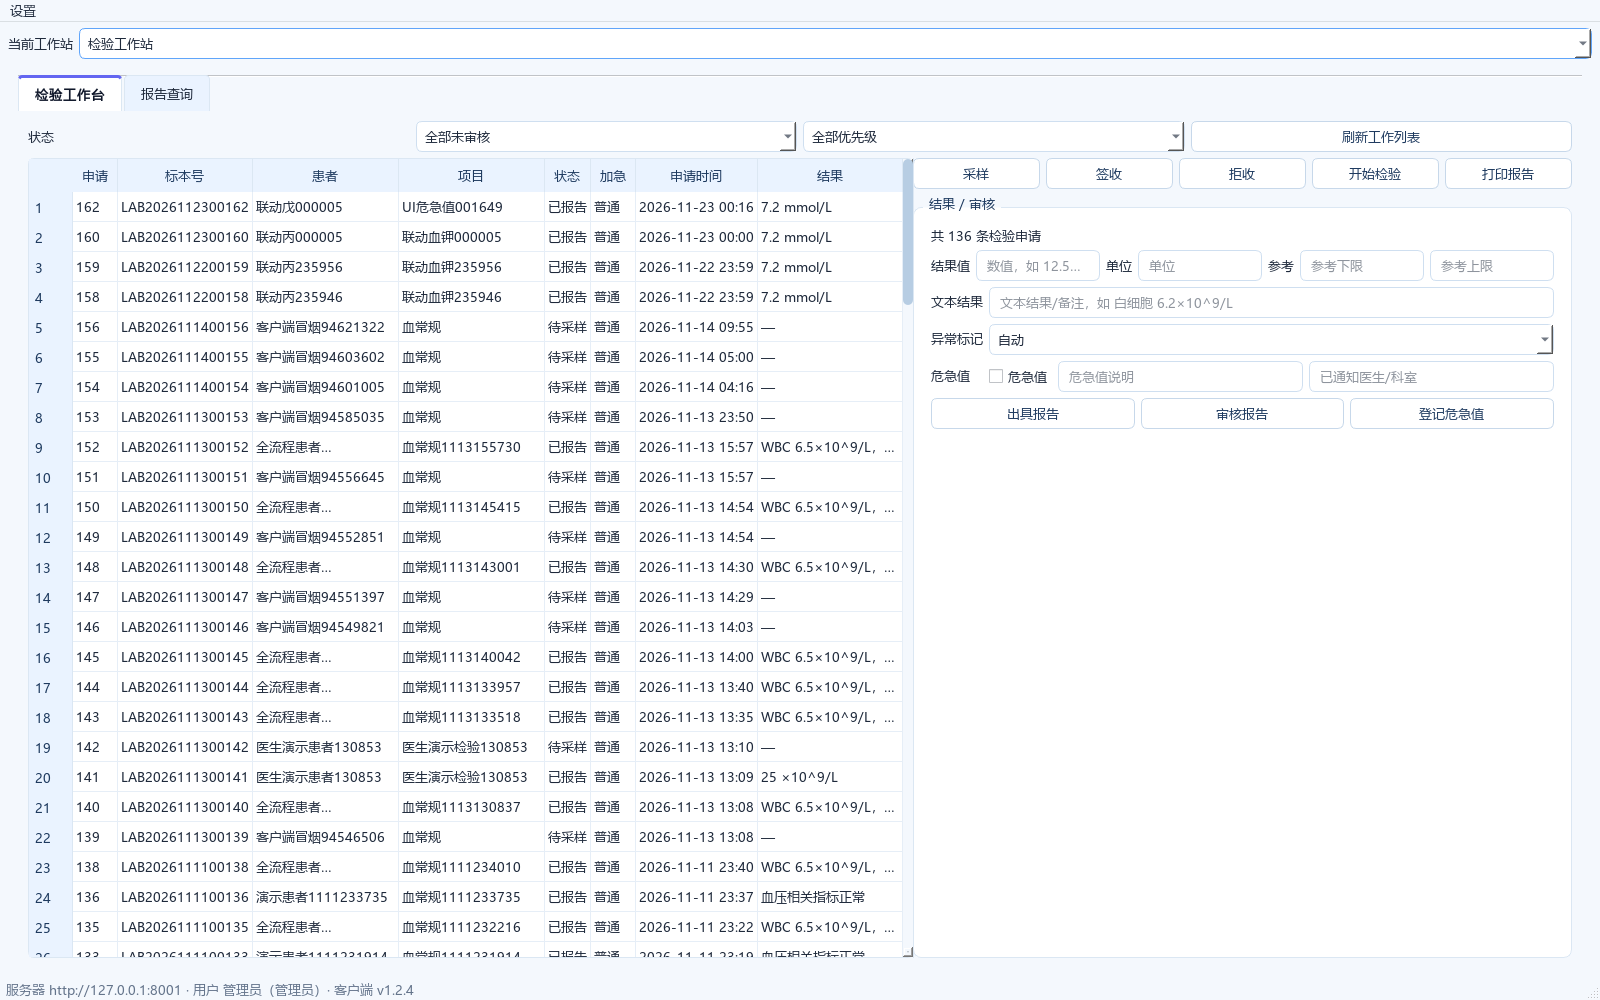 设置
当前工作站 检验工作站
检验工作台 报告查询
状态 全部未审核 全部优先级 刷新工作列表
申请 标本号 患者 项目 状态 加急 申请时间 结果
1 162 LAB2026112300162 联动戊000005 UI危急值001649 已报告 普通 2026-11-23 00:16 7.2 mmol/L
2 160 LAB2026112300160 联动丙000005 联动血钾000005 已报告 普通 2026-11-23 00:00 7.2 mmol/L
3 159 LAB2026112200159 联动丙235956 联动血钾235956 已报告 普通 2026-11-22 23:59 7.2 mmol/L
4 158 LAB2026112200158 联动丙235946 联动血钾235946 已报告 普通 2026-11-22 23:59 7.2 mmol/L
5 156 LAB2026111400156 客户端冒烟94621322 血常规 待采样 普通 2026-11-14 09:55 —
6 155 LAB2026111400155 客户端冒烟94603602 血常规 待采样 普通 2026-11-14 05:00 —
7 154 LAB2026111400154 客户端冒烟94601005 血常规 待采样 普通 2026-11-14 04:16 —
8 153 LAB2026111300153 客户端冒烟94585035 血常规 待采样 普通 2026-11-13 23:50 —
9 152 LAB2026111300152 全流程患者... 血常规1113155730 已报告 普通 2026-11-13 15:57 WBC 6.5×10^9/L，...
10 151 LAB2026111300151 客户端冒烟94556645 血常规 待采样 普通 2026-11-13 15:57 —
11 150 LAB2026111300150 全流程患者... 血常规1113145415 已报告 普通 2026-11-13 14:54 WBC 6.5×10^9/L，...
12 149 LAB2026111300149 客户端冒烟94552851 血常规 待采样 普通 2026-11-13 14:54 —
13 148 LAB2026111300148 全流程患者... 血常规1113143001 已报告 普通 2026-11-13 14:30 WBC 6.5×10^9/L，...
14 147 LAB2026111300147 客户端冒烟94551397 血常规 待采样 普通 2026-11-13 14:29 —
15 146 LAB2026111300146 客户端冒烟94549821 血常规 待采样 普通 2026-11-13 14:03 —
16 145 LAB2026111300145 全流程患者... 血常规1113140042 已报告 普通 2026-11-13 14:00 WBC 6.5×10^9/L，...
17 144 LAB2026111300144 全流程患者... 血常规1113133957 已报告 普通 2026-11-13 13:40 WBC 6.5×10^9/L，...
18 143 LAB2026111300143 全流程患者... 血常规1113133518 已报告 普通 2026-11-13 13:35 WBC 6.5×10^9/L，...
19 142 LAB2026111300142 医生演示患者130853 医生演示检验130853 待采样 普通 2026-11-13 13:10 —
20 141 LAB2026111300141 医生演示患者130853 医生演示检验130853 已报告 普通 2026-11-13 13:09 25 ×10^9/L
21 140 LAB2026111300140 全流程患者... 血常规1113130837 已报告 普通 2026-11-13 13:08 WBC 6.5×10^9/L，...
22 139 LAB2026111300139 客户端冒烟94546506 血常规 待采样 普通 2026-11-13 13:08 —
23 138 LAB2026111100138 全流程患者... 血常规1111234010 已报告 普通 2026-11-11 23:40 WBC 6.5×10^9/L，...
24 136 LAB2026111100136 演示患者1111233735 血常规1111233735 已报告 普通 2026-11-11 23:37 血压相关指标正常
25 135 LAB2026111100135 全流程患者... 血常规1111232216 已报告 普通 2026-11-11 23:22 WBC 6.5×10^9/L，...
26 133 LAB2026111100133 演示患者1111231914 血常规1111231914 已报告 普通 2026-11-11 23:19 血压相关指标正常
采样 签收 拒收 开始检验 打印报告
结果 / 审核
共 136 条检验申请
结果值 数值，如 12.5... 单位 单位 参考 参考下限 参考上限
文本结果 文本结果/备注，如 白细胞 6.2×10^9/L
异常标记 自动
危急值 危急值 危急值说明 已通知医生/科室
出具报告 审核报告 登记危急值
服务器 http://127.0.0.1:8001 · 用户 管理员（管理员）· 客户端 v1.2.4